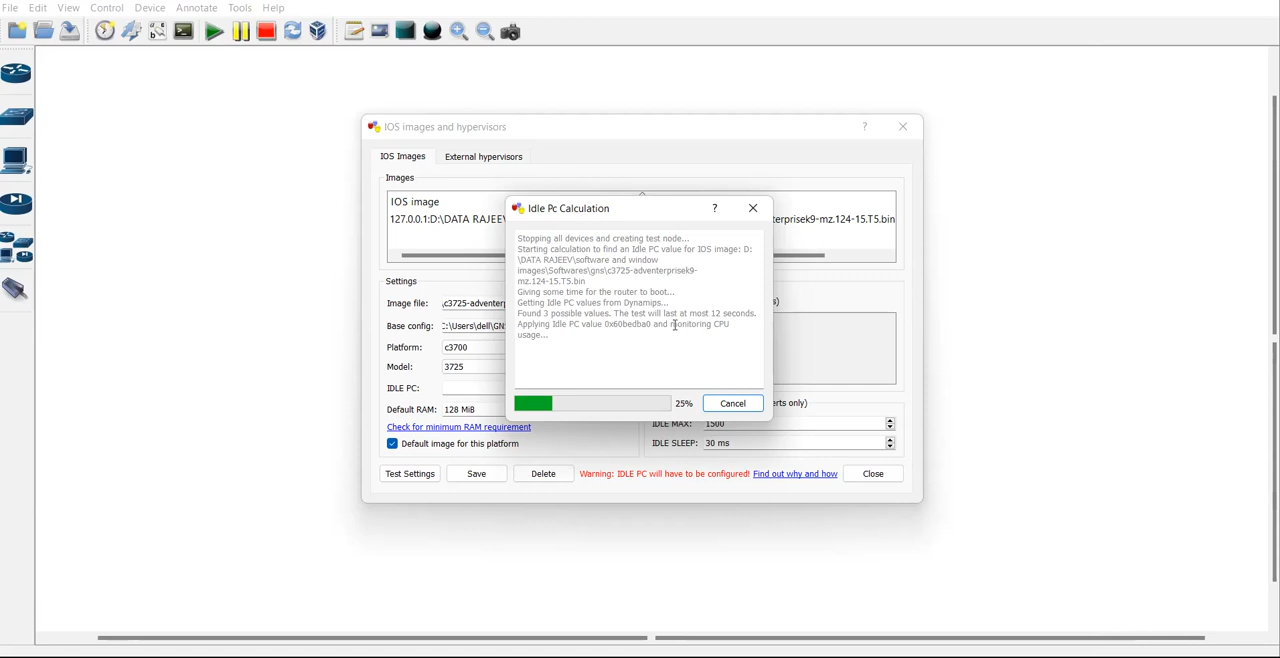 File Edit View Control Device Annotate Tools Help
IOS images and hypervisors
?
IOS Images External hypervisors
Images
IOS image
127.0.0.1:D:\DATA RAJEEV
terprisek9-mz.124-15.T5.bin
Idle Pc Calculation
?
Stopping all devices and creating test node...
Starting calculation to find an Idle PC value for IOS image: D:
\DATA RAJEEV\software and window
images\Softwares\gns\c3725-adventerprisek9-
mz.124-15.T5.bin
Giving some time for the router to boot...
Getting Idle PC values from Dynamips...
Found 3 possible values. The test will last at most 12 seconds.
Applying Idle PC value 0x60bedba0 and monitoring CPU
usage...
25% Cancel
Settings
Image file: \c3725-adventerp
Base config: C:\Users\dell\GN
Platform: c3700
Model: 3725
IDLE PC:
Default RAM: 128 MiB
Check for minimum RAM requirement
Default image for this platform
s)
erts only)
IDLE MAX: 1500
IDLE SLEEP: 30 ms
Test Settings Save Delete Warning: IDLE PC will have to be configured! Find out why and how Close